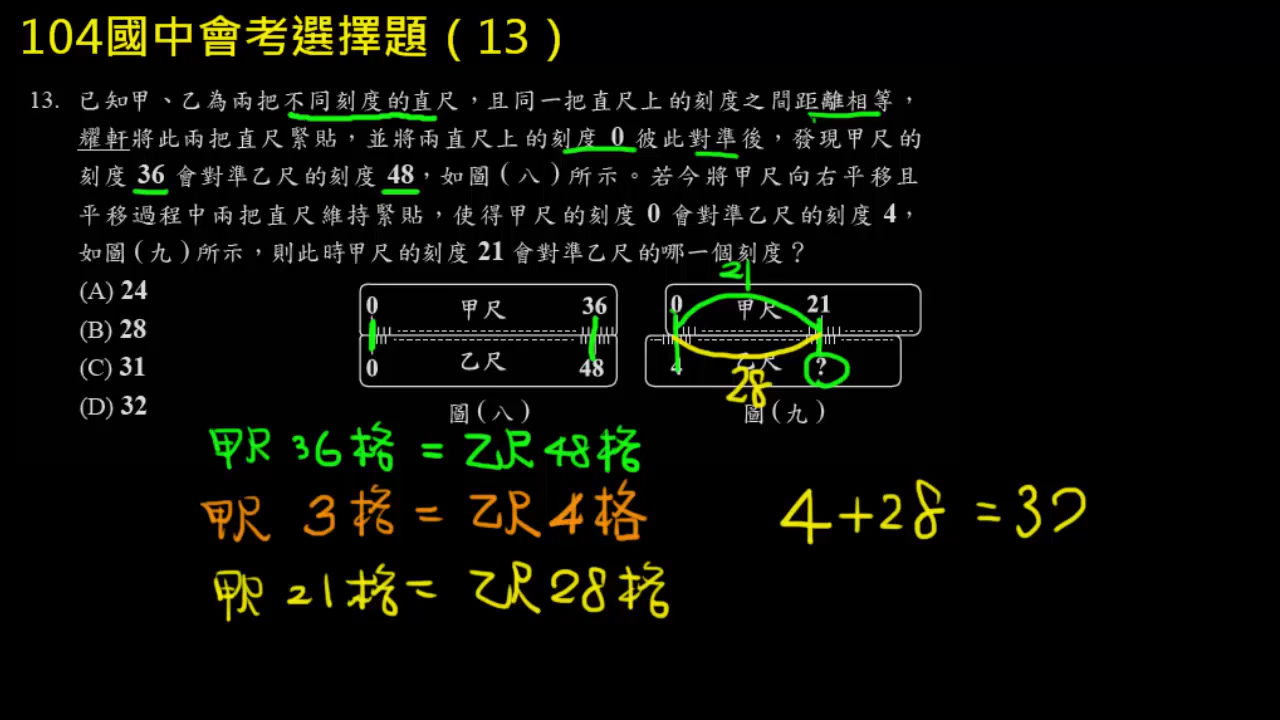 104國中會考選擇題（13）
13. 已知甲、乙為兩把不同刻度的直尺，且同一把直尺上的刻度之間距離相等，
耀軒將此兩把直尺緊貼，並將兩直尺上的刻度 0 彼此對準後，發現甲尺的
刻度 36 會對準乙尺的刻度 48，如圖（八）所示。若今將甲尺向右平移且
平移過程中兩把直尺維持緊貼，使得甲尺的刻度 0 會對準乙尺的刻度 4，
如圖（九）所示，則此時甲尺的刻度 21 會對準乙尺的哪一個刻度？
(A) 24
(B) 28
(C) 31
(D) 32
0 甲尺 36
0 乙尺 48
圖（八）
21
0 甲尺 21
4 乙尺 ?
28
圖（九）
甲尺 36格 = 乙尺48格
甲尺 3格 = 乙尺4格
甲尺 21格 = 乙尺28格
4+28 =32